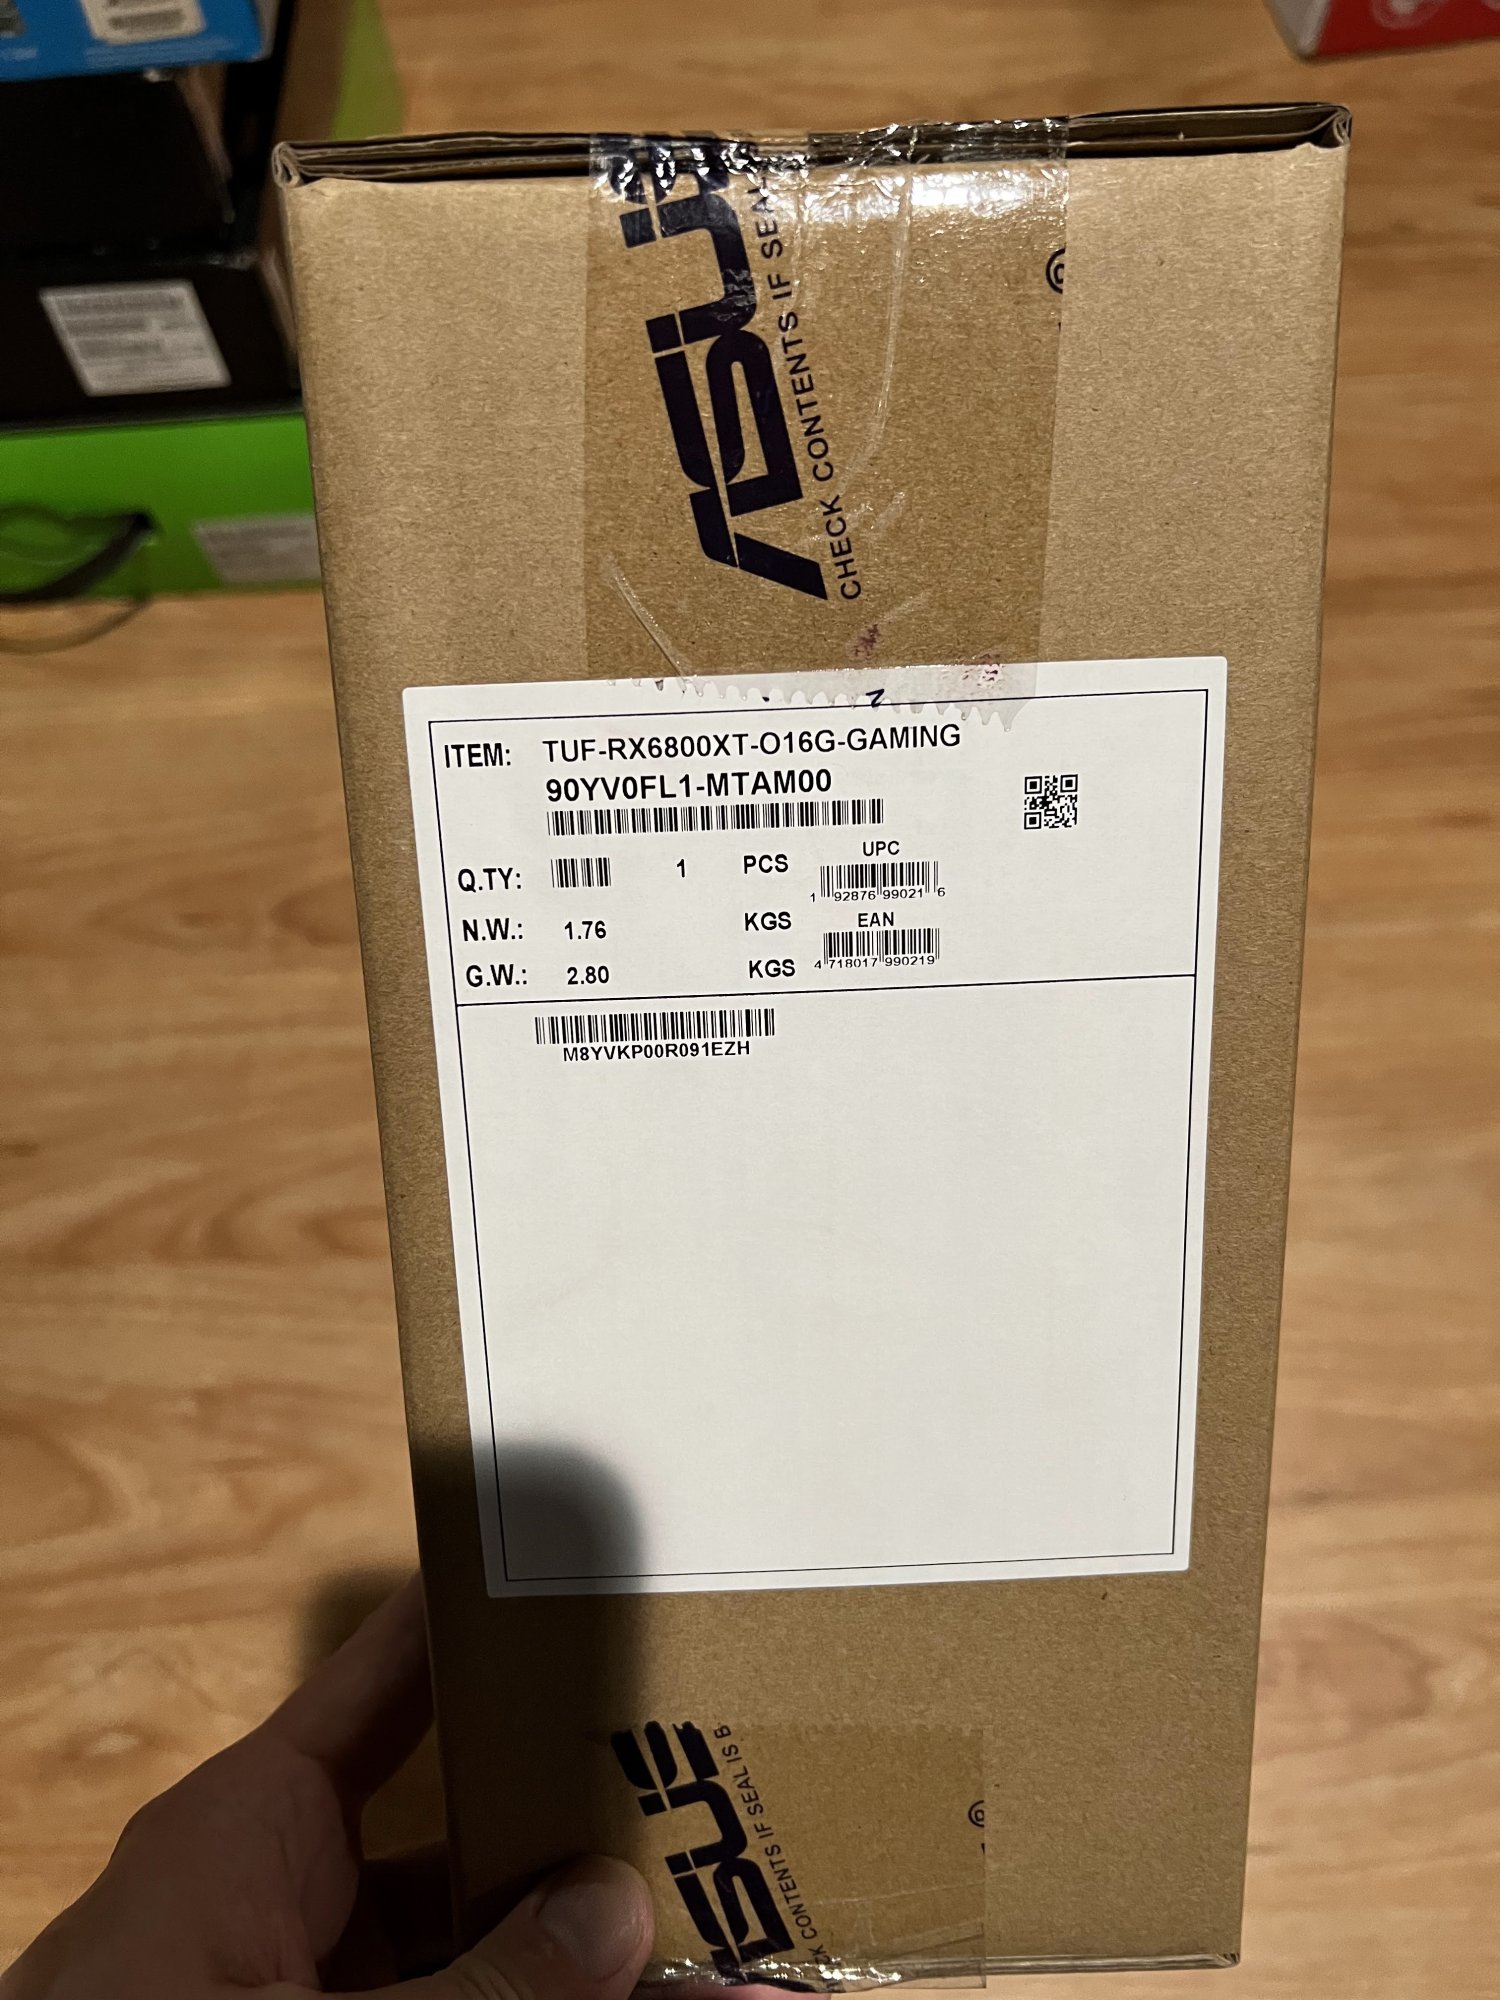 ASUS
CHECK CONTENTS IF SEAL
ITEM: TUF-RX6800XT-O16G-GAMING
90YV0FL1-MTAM00
Q.TY: 1 PCS
UPC
1 92876 99021 6
N.W.: 1.76 KGS
EAN
4 718017 990219
G.W.: 2.80 KGS
M8YVKP00R091EZH
ASUS
CK CONTENTS IF SEAL IS B